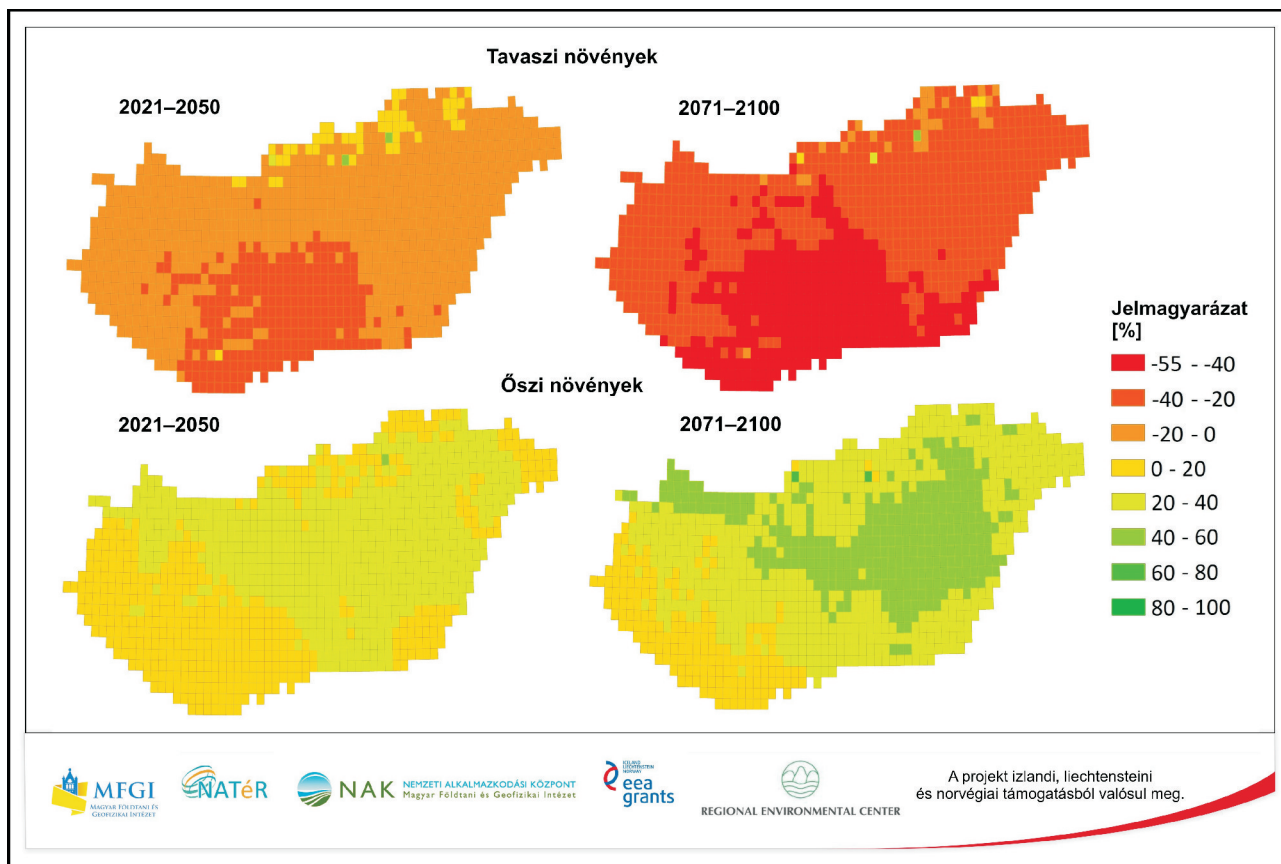 Tavaszi növények
2021–2050
2071–2100
Őszi növények
2021–2050
2071–2100
Jelmagyarázat
[%]
-55 - -40
-40 - -20
-20 - 0
0 - 20
20 - 40
40 - 60
60 - 80
80 - 100
MFGI
MAGYAR FÖLDTANI ÉS
GEOFIZIKAI INTÉZET
NATéR
NAK NEMZETI ALKALMAZKODÁSI KÖZPONT
Magyar Földtani és Geofizikai Intézet
ICELAND
LIECHTENSTEIN
NORWAY
eea
grants
REGIONAL ENVIRONMENTAL CENTER
A projekt izlandi, liechtensteini
és norvégiai támogatásból valósul meg.